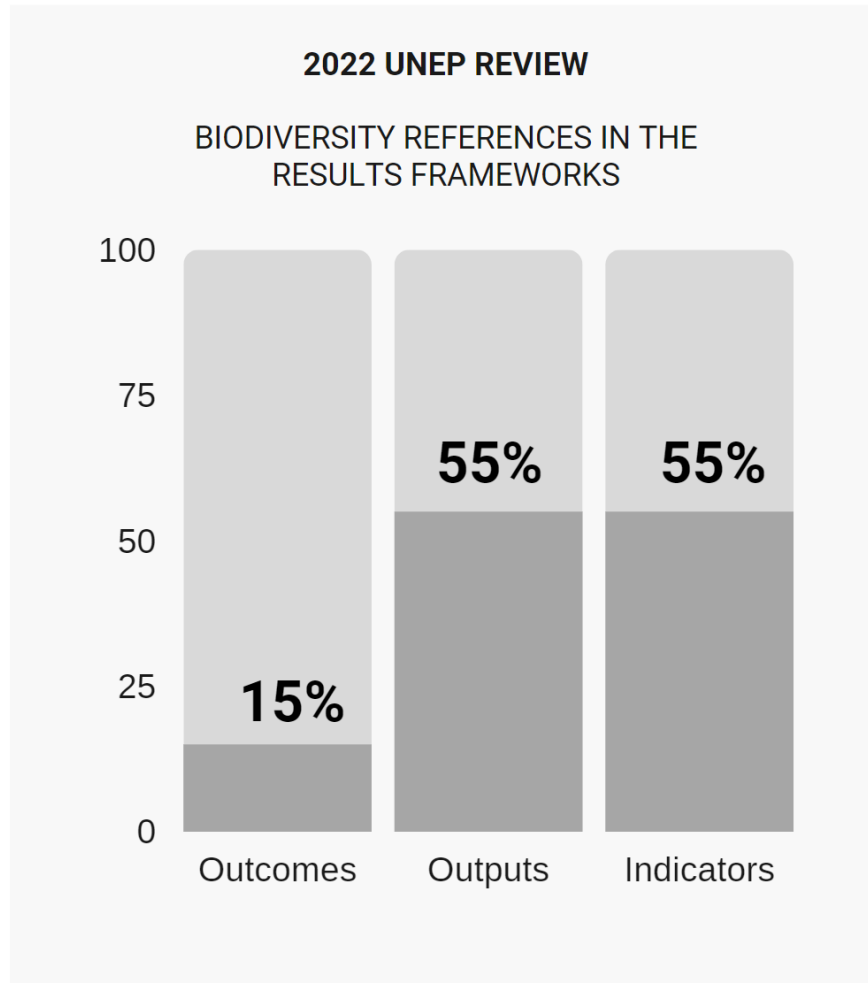 2022 UNEP REVIEW
BIODIVERSITY REFERENCES IN THE
RESULTS FRAMEWORKS
100
75
50
25
0
15%
55%
55%
Outcomes
Outputs
Indicators